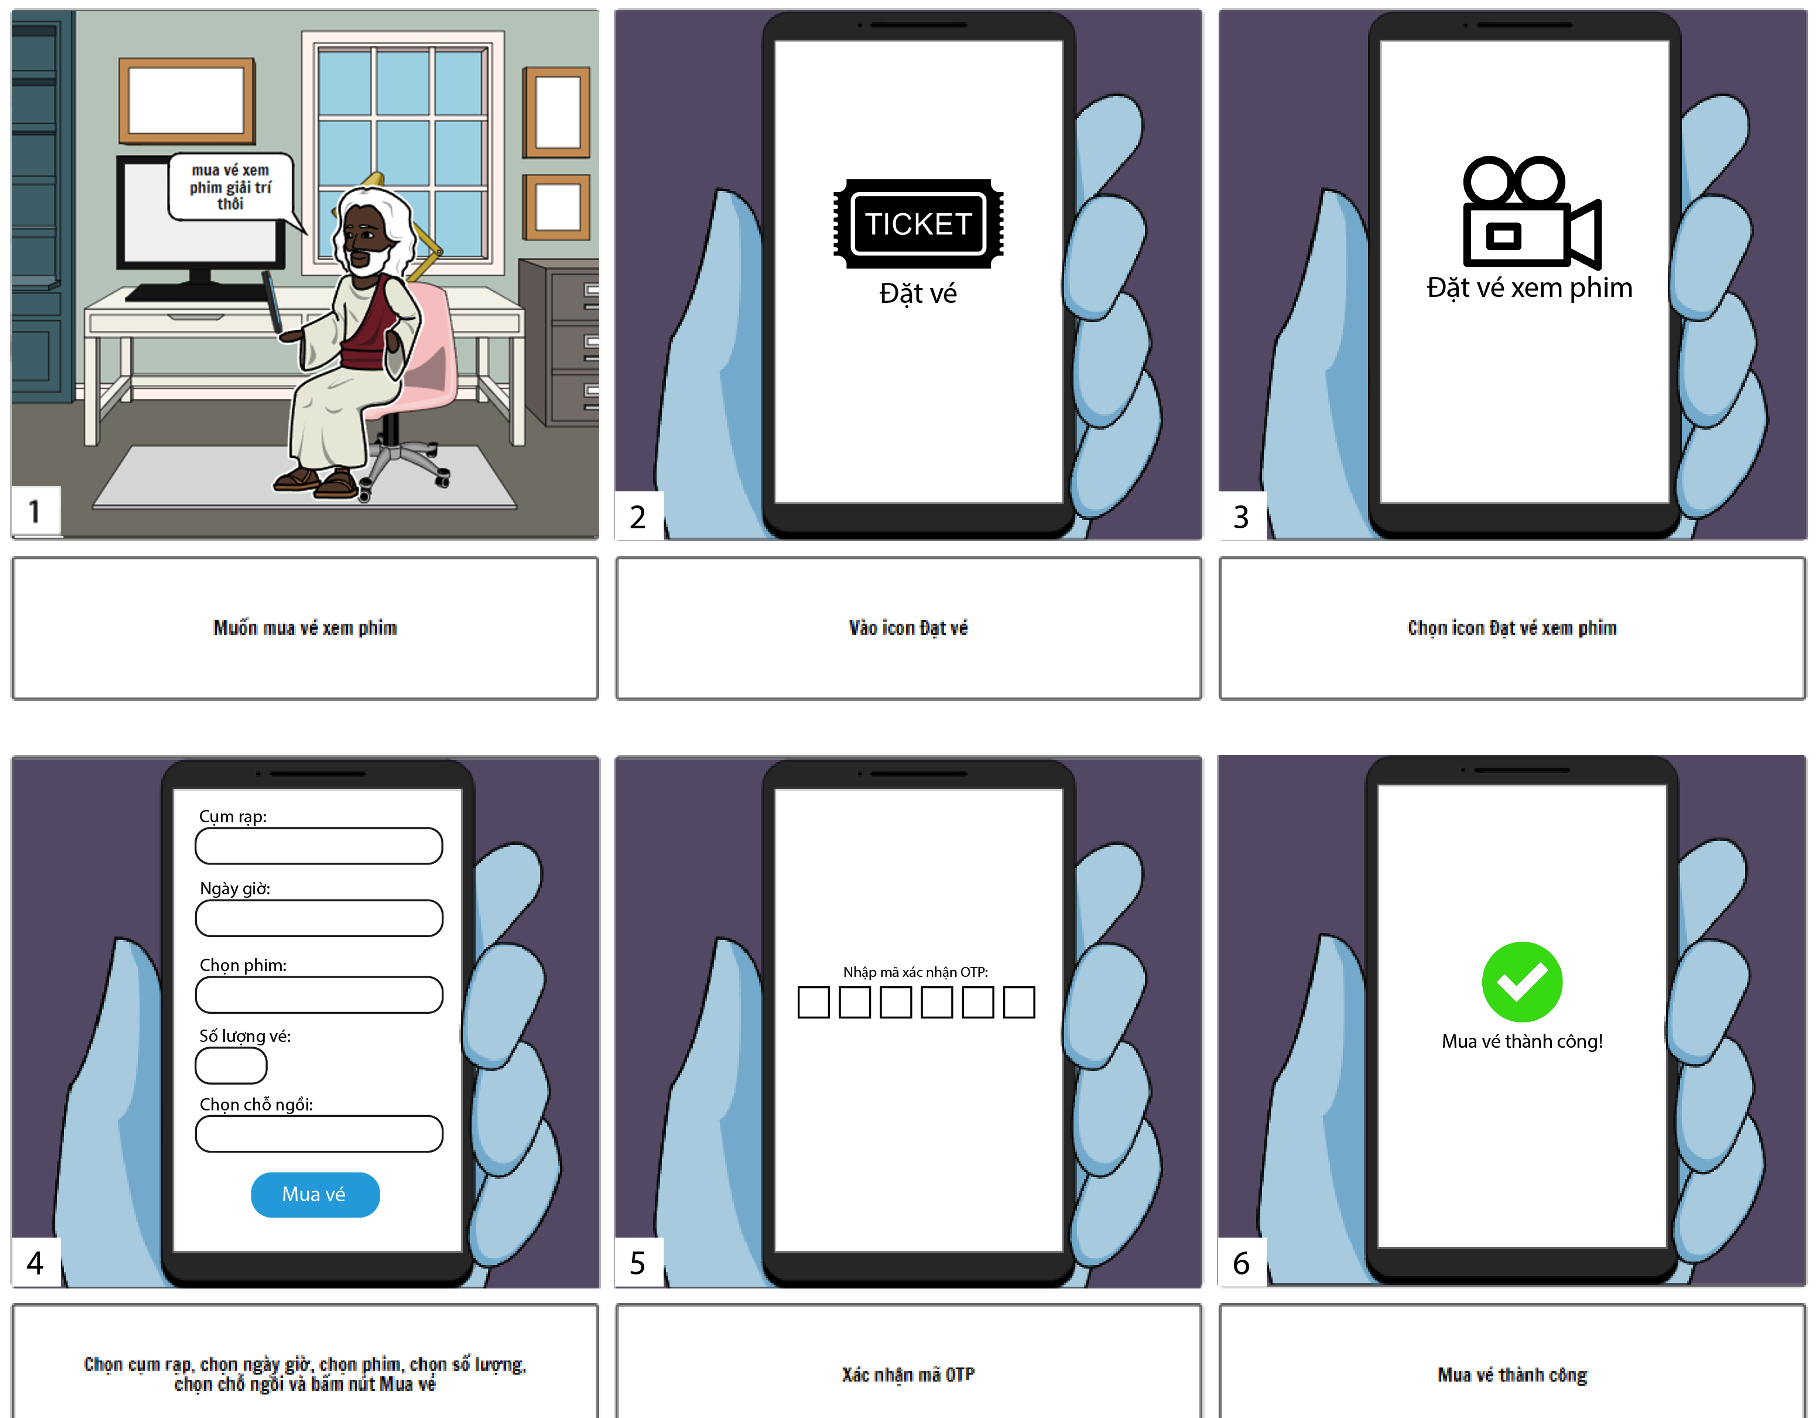 mua vé xem
phim giải trí
thôi
1
TICKET
Đặt vé
2
Đặt vé xem phim
3
Muốn mua vé xem phim
Vào icon Đạt vé
Chọn icon Đạt vé xem phim
Cụm rạp:
Ngày giờ:
Chọn phim:
Số lượng vé:
Chọn chỗ ngồi:
Mua vé
4
Nhập mã xác nhận OTP:
5
Mua vé thành công!
6
Chọn cụm rạp, chọn ngày giờ, chọn phim, chọn số lượng,
chọn chỗ ngồi và bấm nút Mua vé
Xác nhận mã OTP
Mua vé thành công